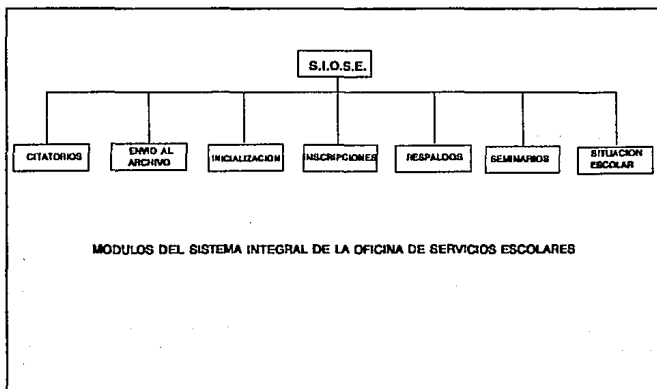 S.I.O.S.E.
CITATORIOS
ENVIO AL
ARCHIVO
INICIALIZACION
INSCRIPCIONES
RESPALDOS
SEMINARIOS
SITUACION
ESCOLAR
MODULOS DEL SISTEMA INTEGRAL DE LA OFICINA DE SERVICIOS ESCOLARES